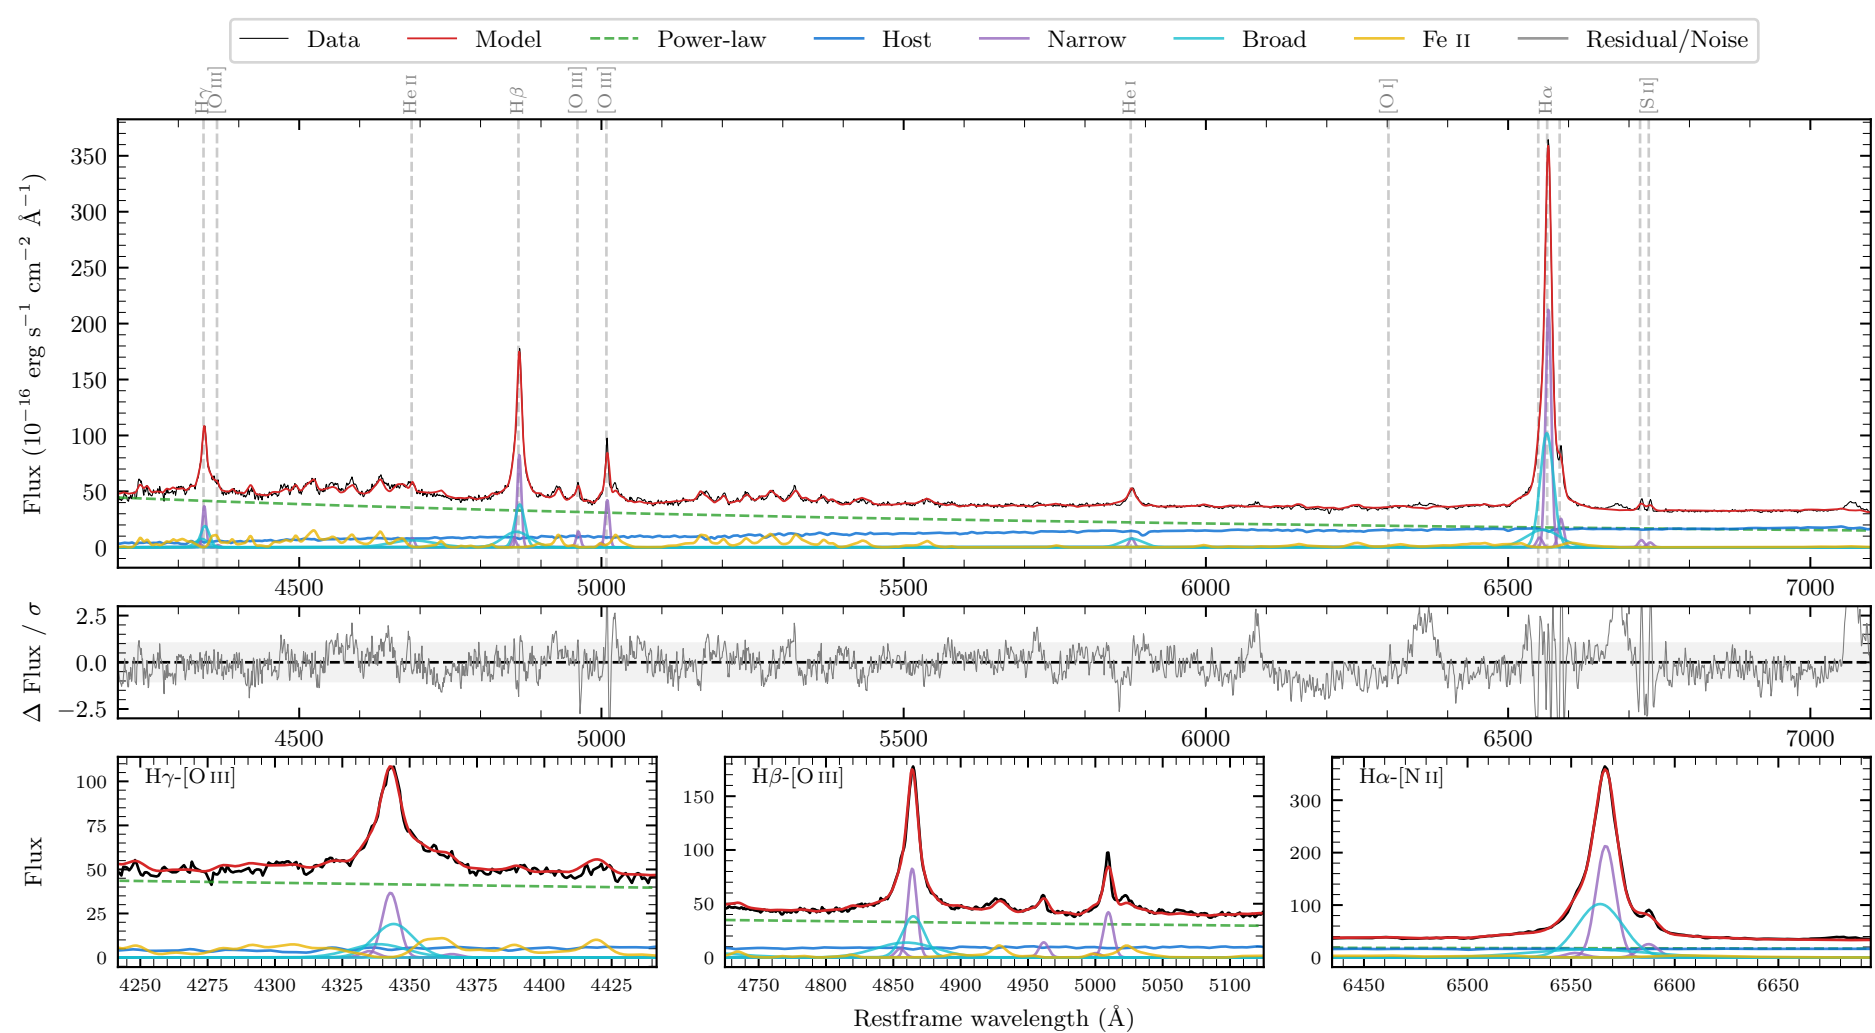 Data Model Power-law Host Narrow Broad Fe II Residual/Noise
Hγ [O III] He II Hβ [O III] [O III] He I [O I] Hα [S II]
Flux (10−16 erg s−1 cm−2 Å−1)
350
300
250
200
150
100
50
0
4500 5000 5500 6000 6500 7000
Δ Flux / σ
2.5
0.0
−2.5
4500 5000 5500 6000 6500 7000
Flux
Hγ-[O III]
100
75
50
25
0
4250 4275 4300 4325 4350 4375 4400 4425
Hβ-[O III]
150
100
50
0
4750 4800 4850 4900 4950 5000 5050 5100
Hα-[N II]
300
200
100
0
6450 6500 6550 6600 6650
Restframe wavelength (Å)